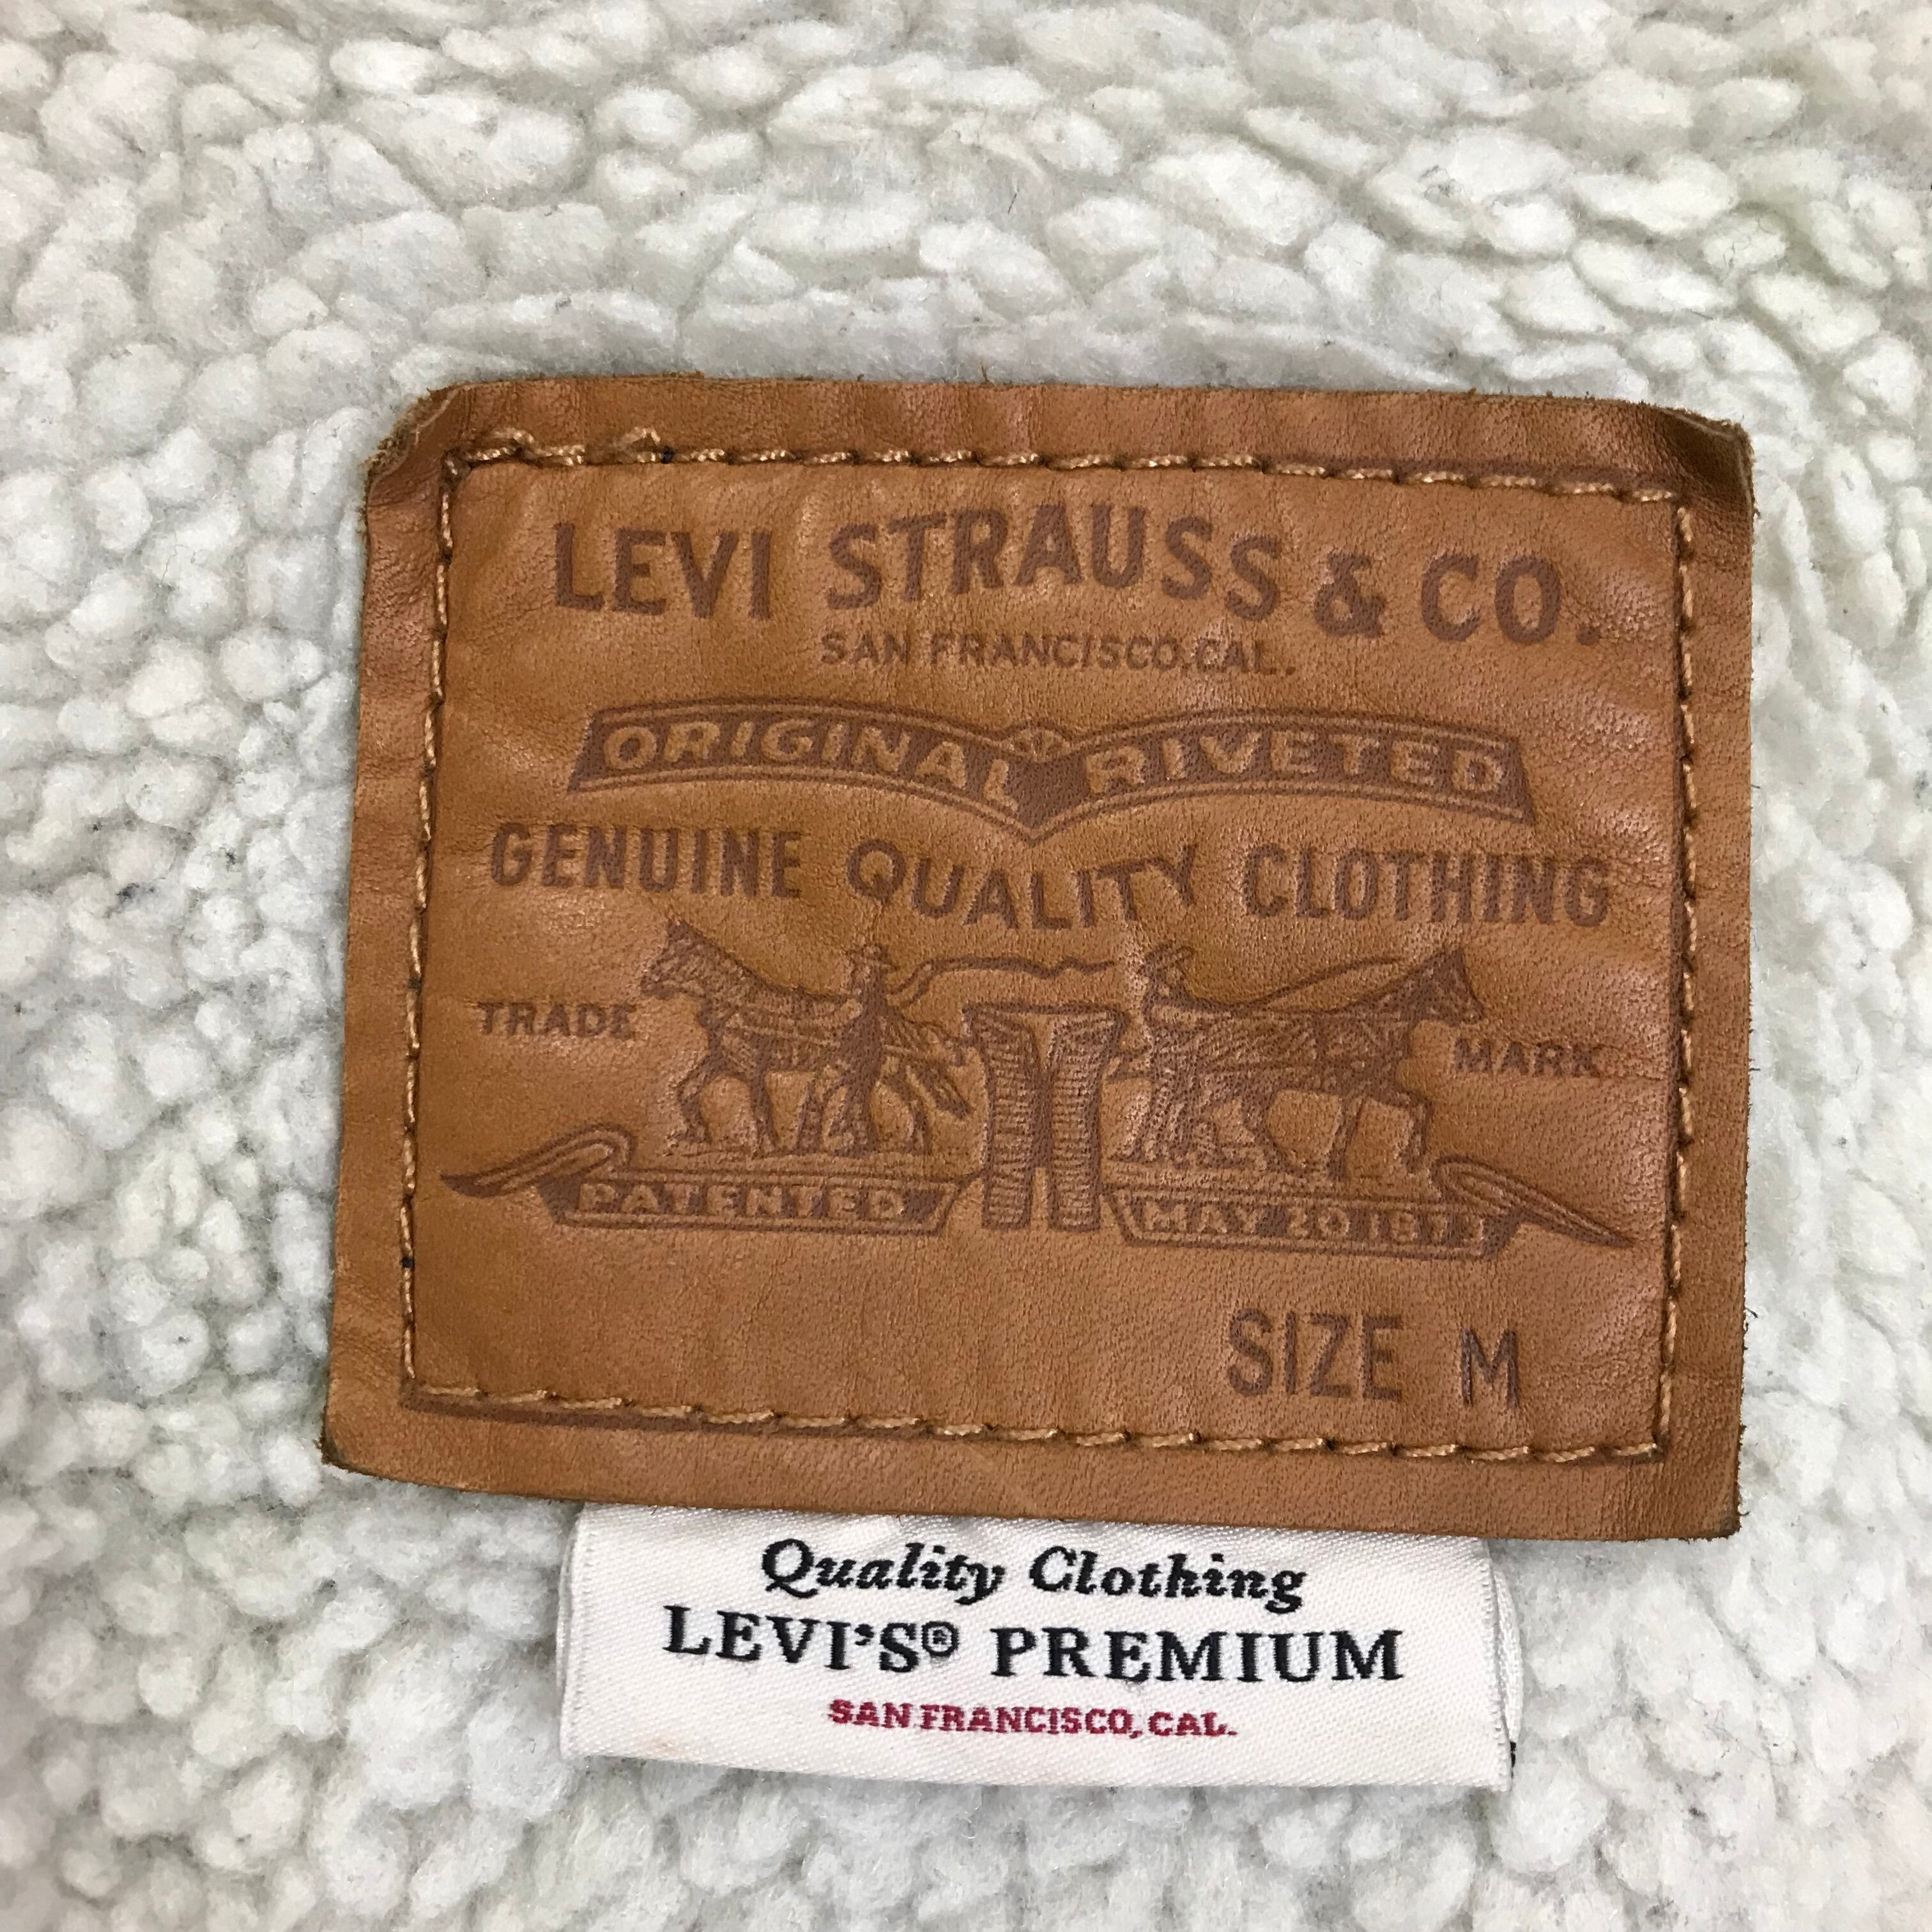 LEVI STRAUSS & CO.
SAN FRANCISCO, CAL.
ORIGINAL RIVETED
GENUINE QUALITY CLOTHING
TRADE MARK
PATENTED MAY 20 1873
SIZE M
Quality Clothing
LEVI'S® PREMIUM
SAN FRANCISCO, CAL.